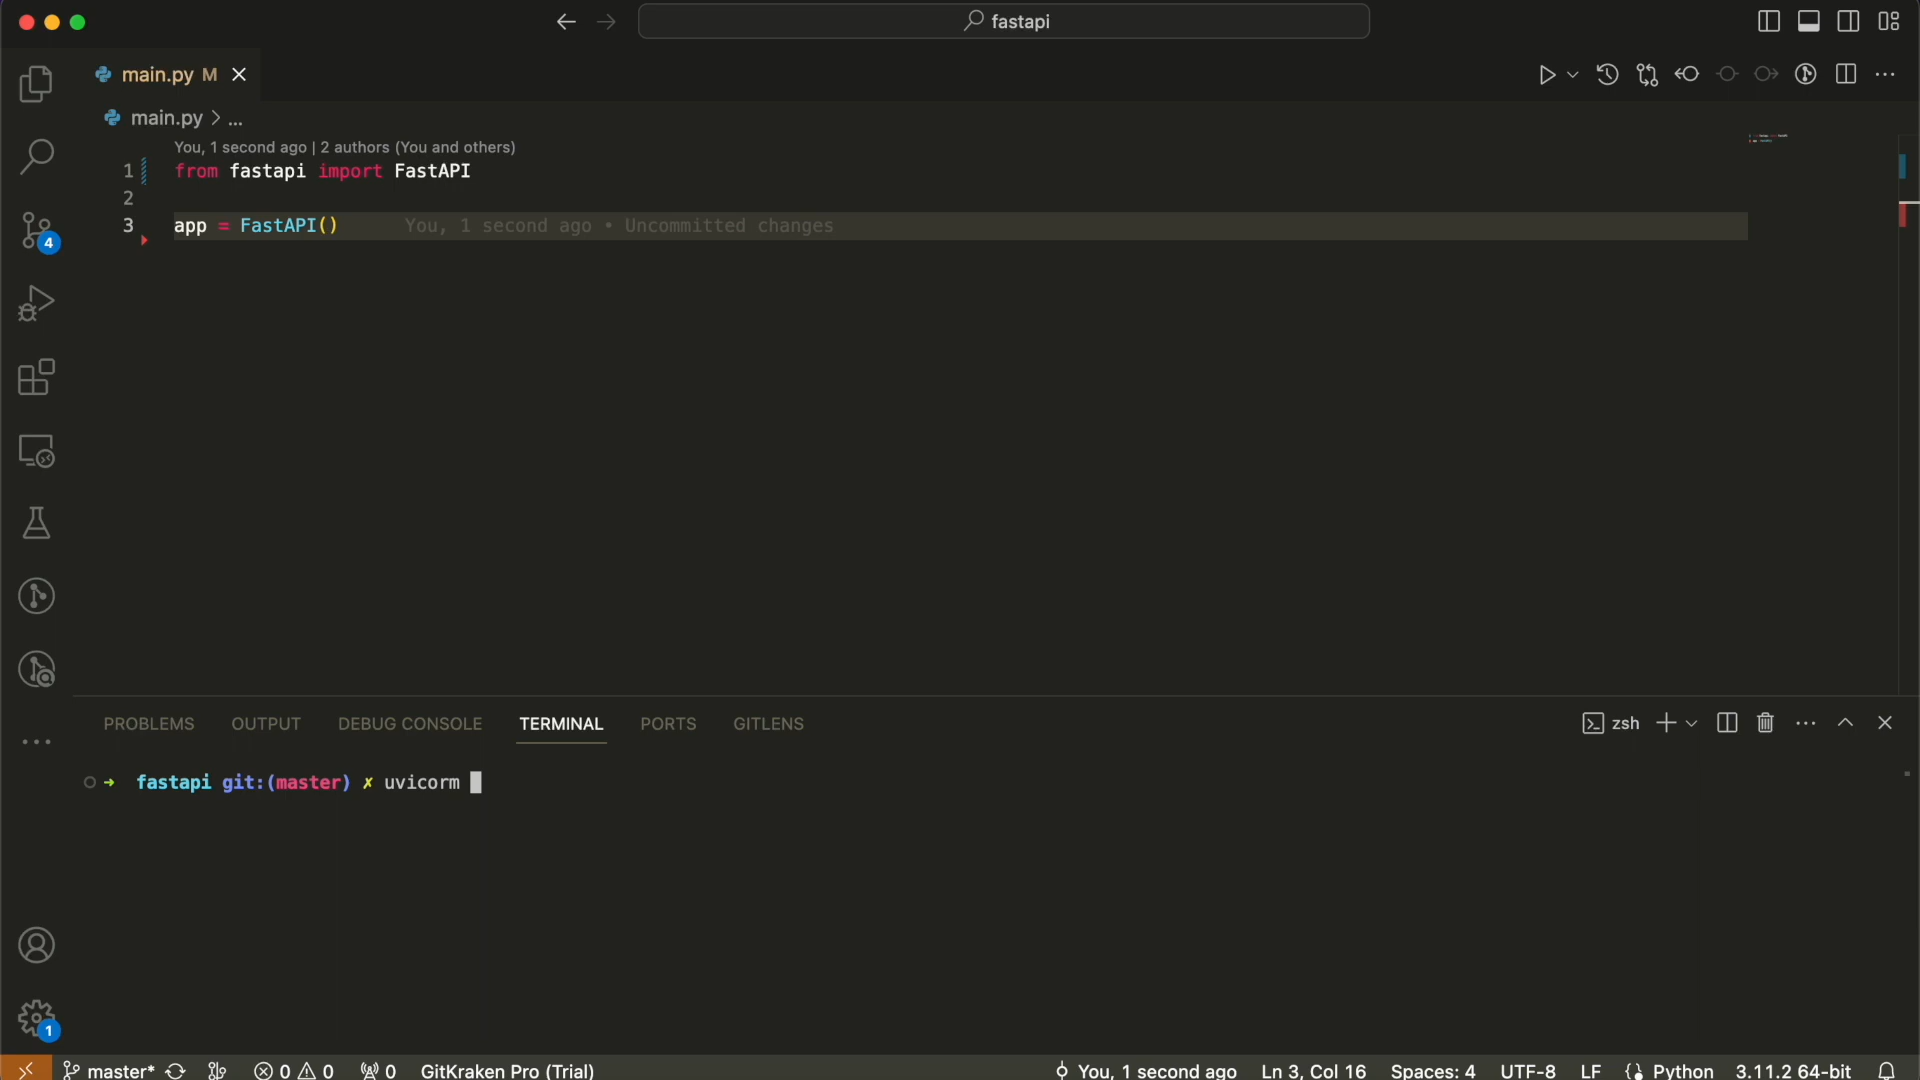 fastapi
main.py M
main.py > ...
You, 1 second ago | 2 authors (You and others)
1 from fastapi import FastAPI
2
3 app = FastAPI() You, 1 second ago • Uncommitted changes
4
PROBLEMS OUTPUT DEBUG CONSOLE TERMINAL PORTS GITLENS
zsh
fastapi git:(master) ✗ uvicorm
1
master* 0 0 0 GitKraken Pro (Trial) You, 1 second ago Ln 3, Col 16 Spaces: 4 UTF-8 LF Python 3.11.2 64-bit